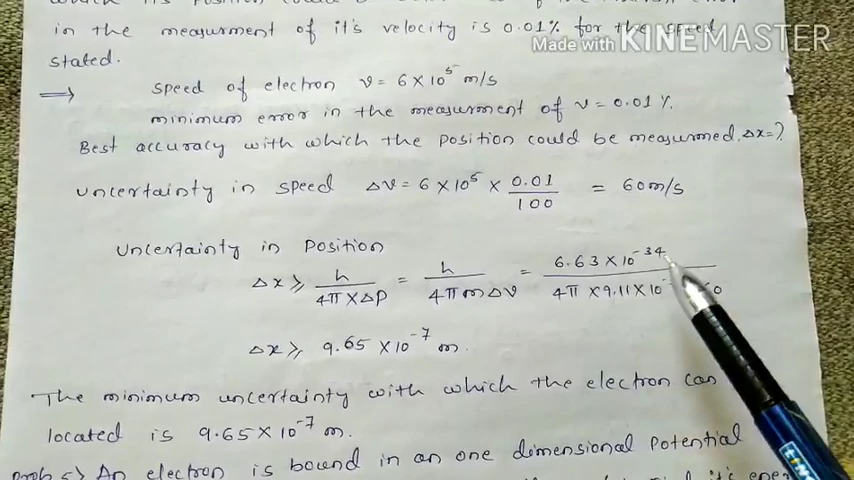 in the measurment of it's velocity is 0.01% for the speed
Made with KINEMASTER
stated.
⇒ speed of electron v = 6 × 10⁵ m/s
minimum error in the measurment of v = 0.01 %.
Best accuracy with which the position could be measurmed. Δx = ?
Uncertainty in speed Δv = 6 × 10⁵ × 0.01/100 = 60 m/s
Uncertainty in Position
Δx ≥ h/4π × Δp = h/4π m Δv = 6.63 × 10⁻³⁴/4π × 9.11 × 10
Δx ≥ 9.65 × 10⁻⁷ m.
The minimum uncertainty with which the electron can
located is 9.65 × 10⁻⁷ m.
Prob 5) An electron is bound in an one dimensional potential